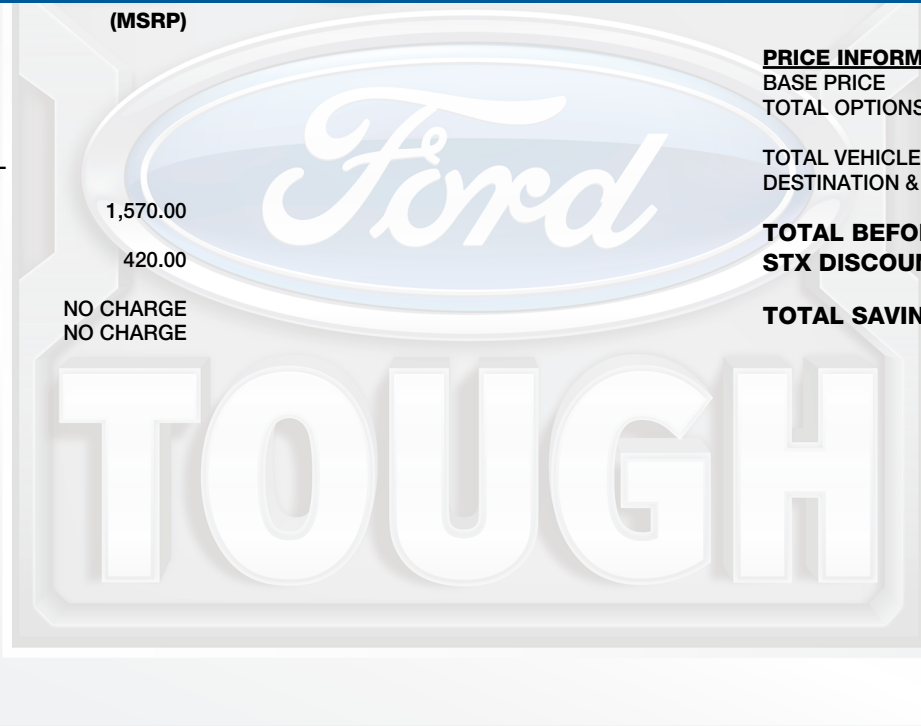 (MSRP)
1,570.00
420.00
NO CHARGE
NO CHARGE
PRICE INFORM
BASE PRICE
TOTAL OPTIONS
TOTAL VEHICLE
DESTINATION &
TOTAL BEFO
STX DISCOU
TOTAL SAVIN
Ford
TOUGH